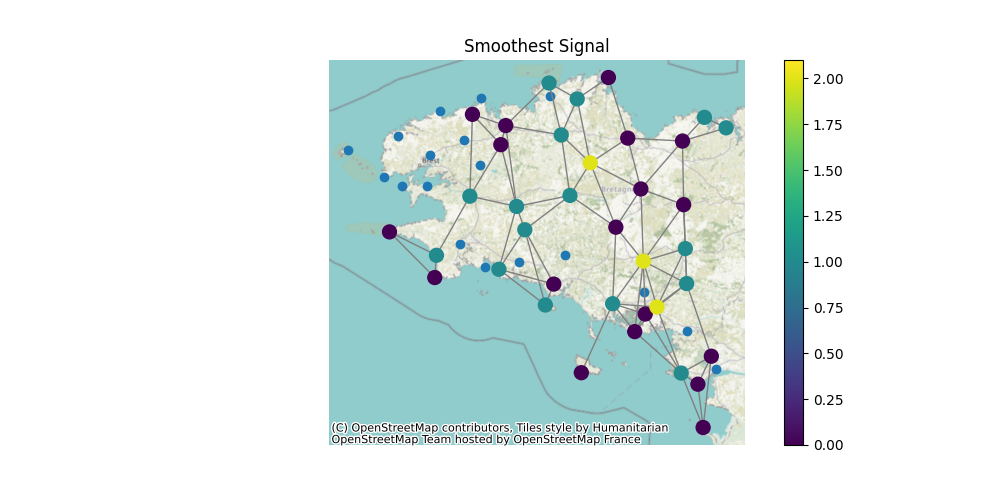 Smoothest Signal
2.00
1.75
1.50
1.25
1.00
0.75
0.50
0.25
0.00
Brest
Bretagne
(C) OpenStreetMap contributors, Tiles style by Humanitarian
OpenStreetMap Team hosted by OpenStreetMap France